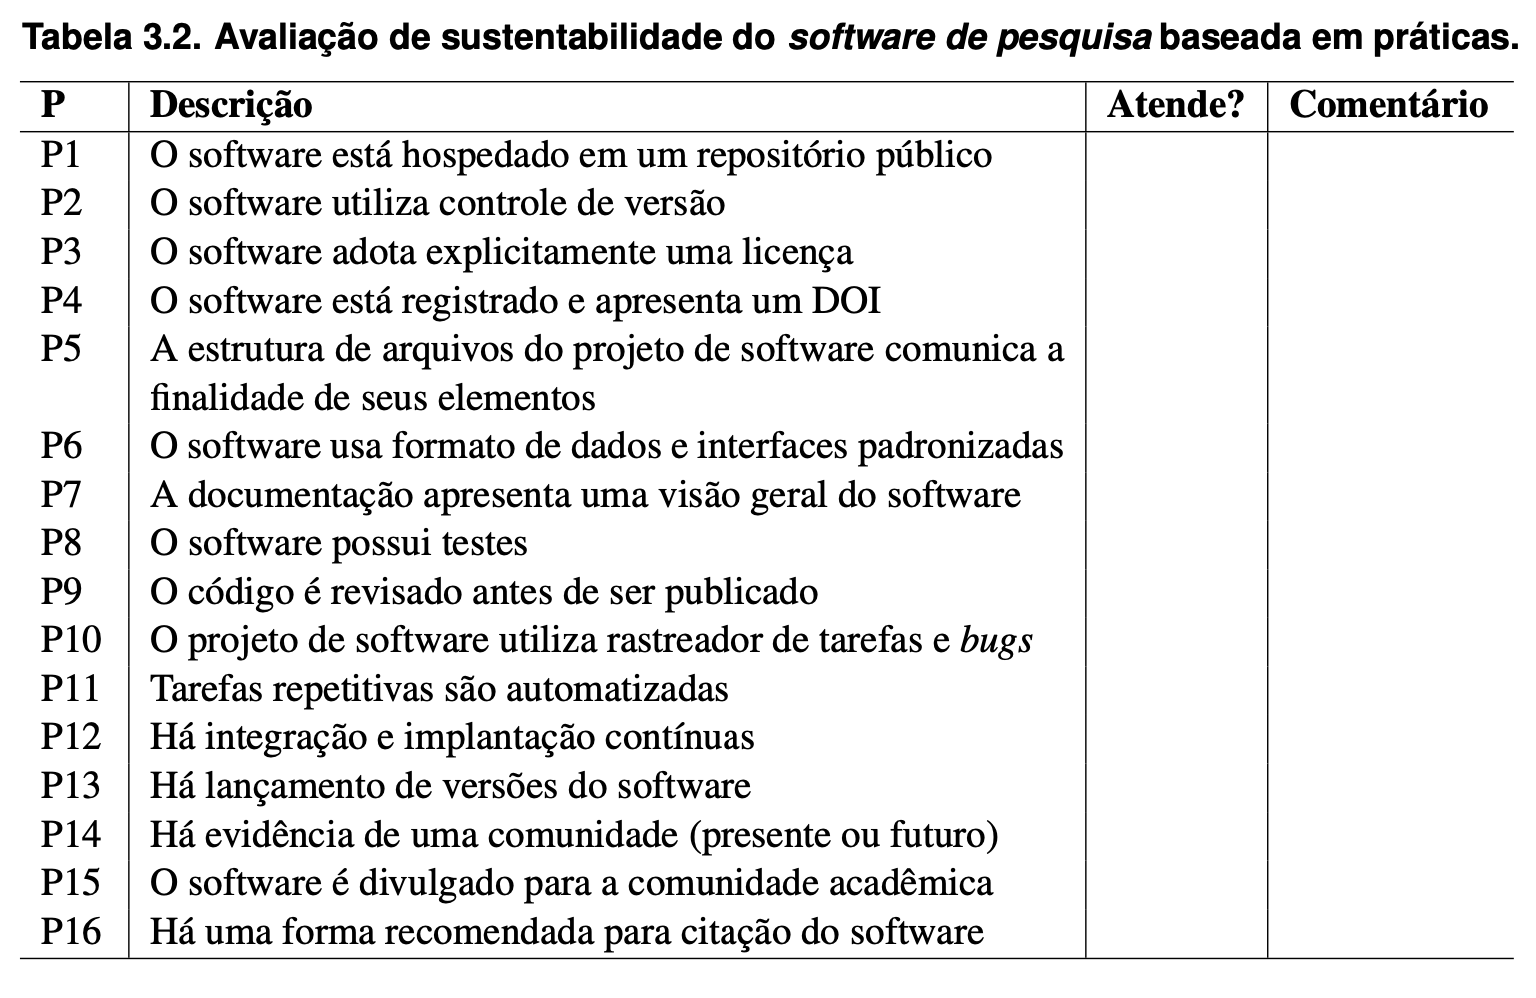 Tabela 3.2. Avaliação de sustentabilidade do software de pesquisa baseada em práticas.
P Descrição Atende? Comentário
P1 O software está hospedado em um repositório público
P2 O software utiliza controle de versão
P3 O software adota explicitamente uma licença
P4 O software está registrado e apresenta um DOI
P5 A estrutura de arquivos do projeto de software comunica a
finalidade de seus elementos
P6 O software usa formato de dados e interfaces padronizadas
P7 A documentação apresenta uma visão geral do software
P8 O software possui testes
P9 O código é revisado antes de ser publicado
P10 O projeto de software utiliza rastreador de tarefas e bugs
P11 Tarefas repetitivas são automatizadas
P12 Há integração e implantação contínuas
P13 Há lançamento de versões do software
P14 Há evidência de uma comunidade (presente ou futuro)
P15 O software é divulgado para a comunidade acadêmica
P16 Há uma forma recomendada para citação do software